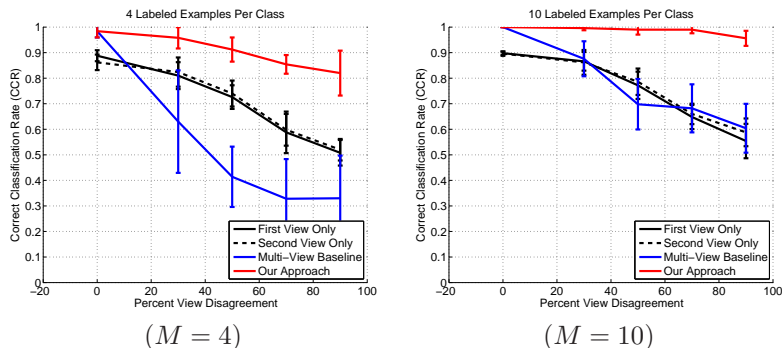 4 Labeled Examples Per Class
Correct Classification Rate (CCR)
1
0.9
0.8
0.7
0.6
0.5
0.4
0.3
0.2
0.1
0
−20
0
20
40
60
80
100
Percent View Disagreement
First View Only
Second View Only
Multi−View Baseline
Our Approach
(M = 4)
10 Labeled Examples Per Class
Correct Classification Rate (CCR)
1
0.9
0.8
0.7
0.6
0.5
0.4
0.3
0.2
0.1
0
−20
0
20
40
60
80
100
Percent View Disagreement
First View Only
Second View Only
Multi−View Baseline
Our Approach
(M = 10)